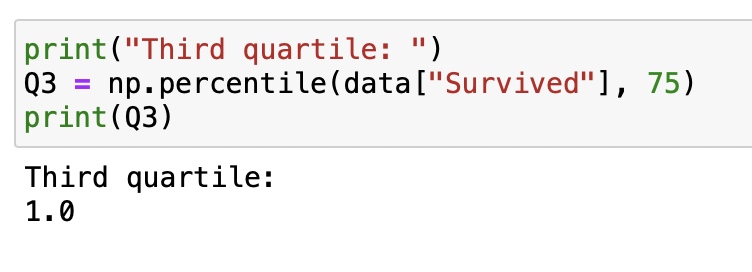 print("Third quartile: ")
Q3 = np.percentile(data["Survived"], 75)
print(Q3)
Third quartile:
1.0